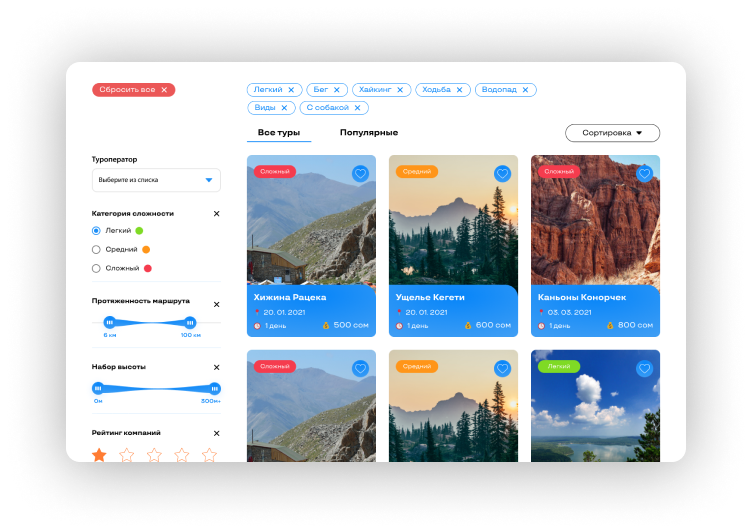 Сбросить все ✕
Легкий ✕ Бег ✕ Хайкинг ✕ Ходьба ✕ Водопад ✕
Виды ✕ С собакой ✕
Все туры Популярные Сортировка
Туроператор
Выберите из списка
Категория сложности ✕
Легкий
Средний
Сложный
Протяженность маршрута ✕
6 км 100 км
Набор высоты ✕
0м 300м+
Рейтинг компаний ✕
Сложный
Хижина Рацека
20. 01. 2021
1 день 500 сом
Средний
Ущелье Кегети
20. 01. 2021
1 день 600 сом
Сложный
Каньоны Конорчек
03. 03. 2021
1 день 800 сом
Сложный
Средний
Легкий